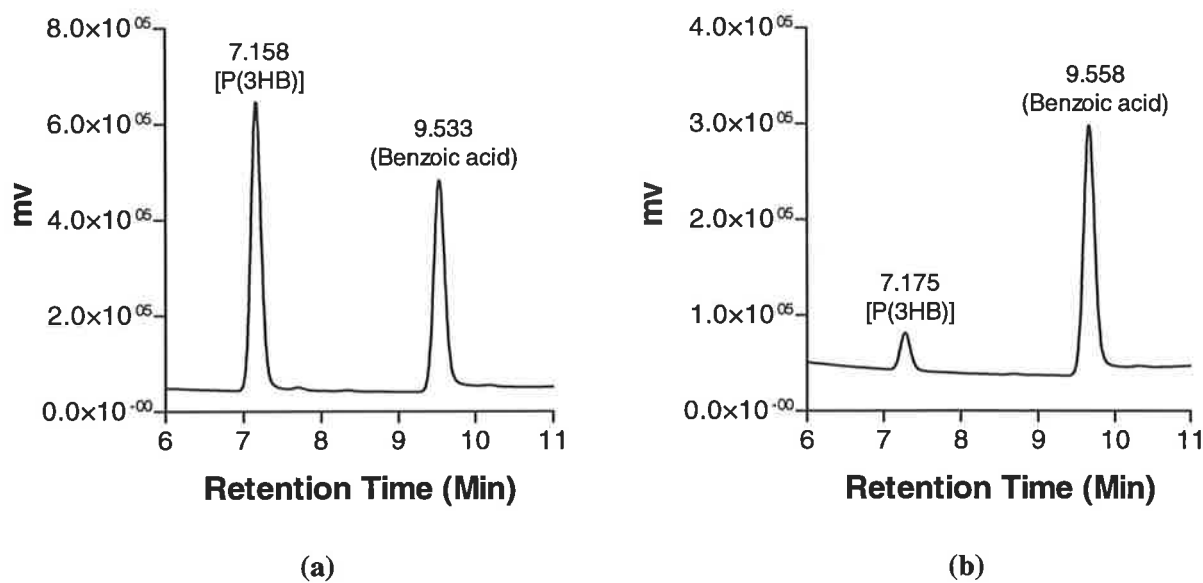 8.0×10⁰⁵
7.158
[P(3HB)]
6.0×10⁰⁵
9.533
(Benzoic acid)
mv
4.0×10⁰⁵
2.0×10⁰⁵
0.0×10⁻⁰⁰
6 7 8 9 10 11
Retention Time (Min)
(a)
4.0×10⁰⁵
9.558
(Benzoic acid)
3.0×10⁰⁵
mv
2.0×10⁰⁵
7.175
[P(3HB)]
1.0×10⁰⁵
0.0×10⁻⁰⁰
6 7 8 9 10 11
Retention Time (Min)
(b)